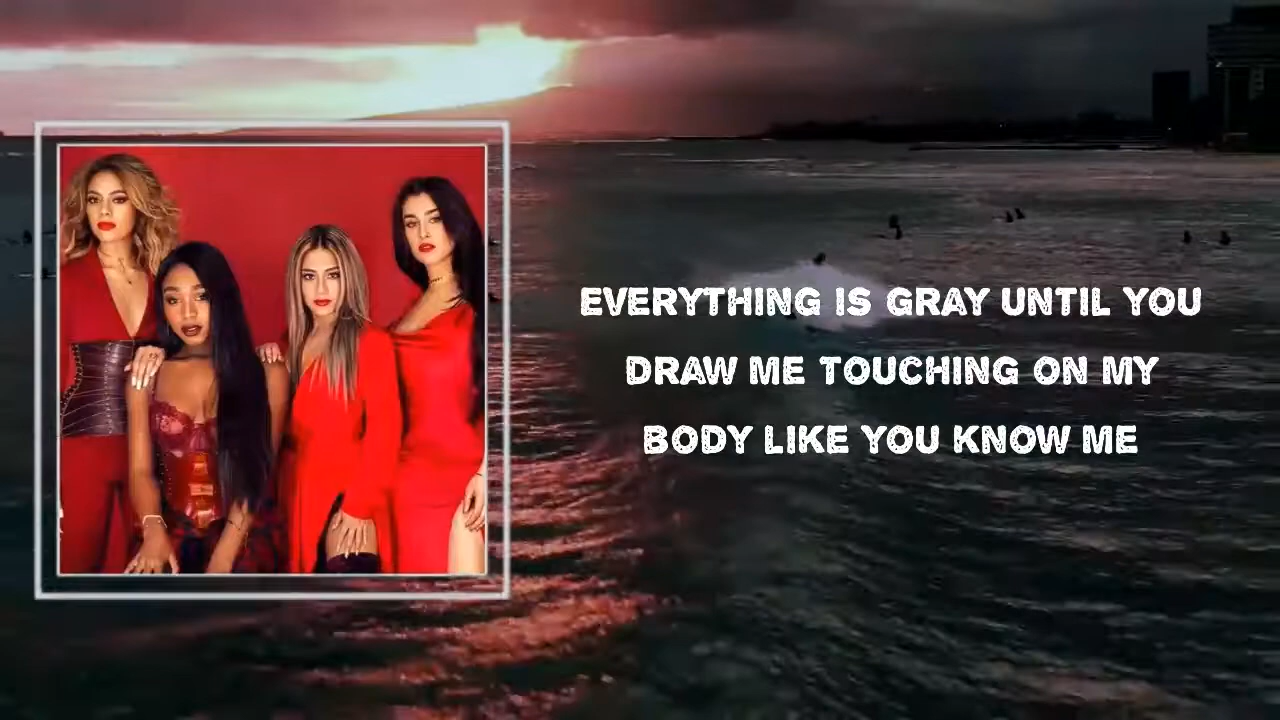 EVERYTHING IS GRAY UNTIL YOU
DRAW ME TOUCHING ON MY
BODY LIKE YOU KNOW ME